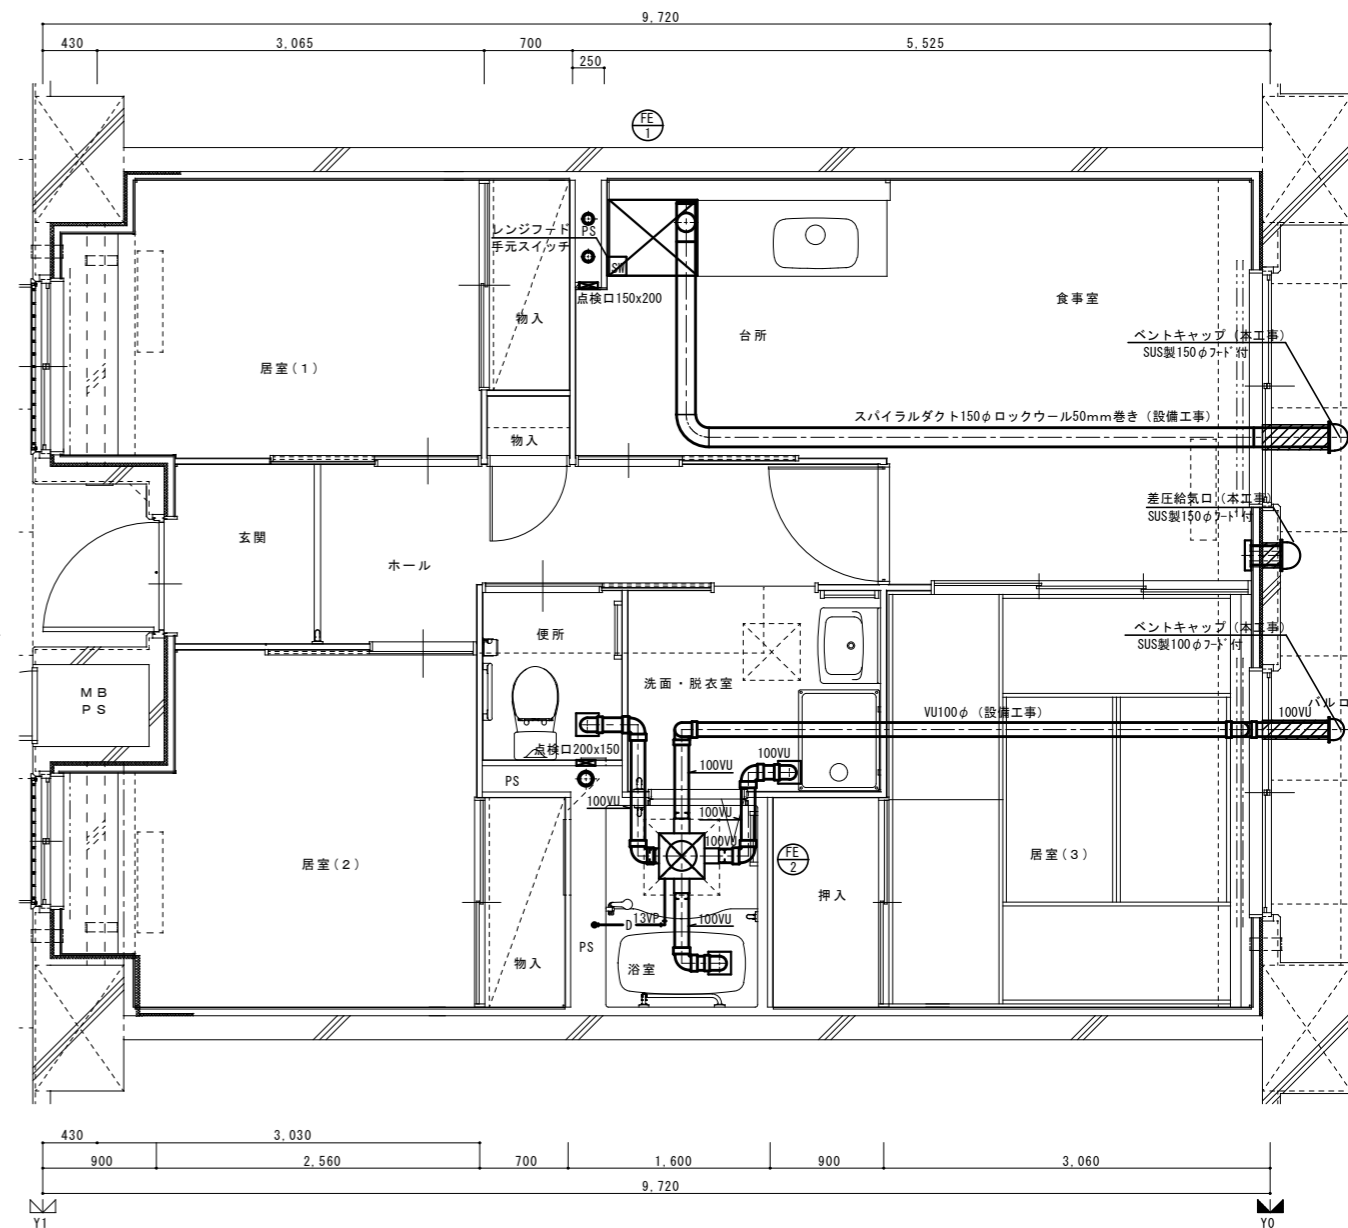 9,720
430
3,065
700
5,525
250
FE
1
レンジフード
手元スイッチ
PS
SW
点検口150x200
物入
食事室
台所
ベントキャップ (本工事)
SUS製150φフード付
居室(1)
スパイラルダクト150φロックウール50mm巻き (設備工事)
物入
差圧給気口 (本工事)
SUS製150φフード付
玄関
ホール
便所
ベントキャップ (本工事)
SUS製100φフード付
洗面・脱衣室
MB
PS
VU100φ (設備工事)
100VU
バルコ
点検口200x150
100VU
100VU
PS
100VU
100VU
100VU
FE
2
居室(2)
居室(3)
押入
13VP
D
100VU
PS
物入
浴室
430
3,030
900
2,560
700
1,600
900
3,060
9,720
Y1
Y0